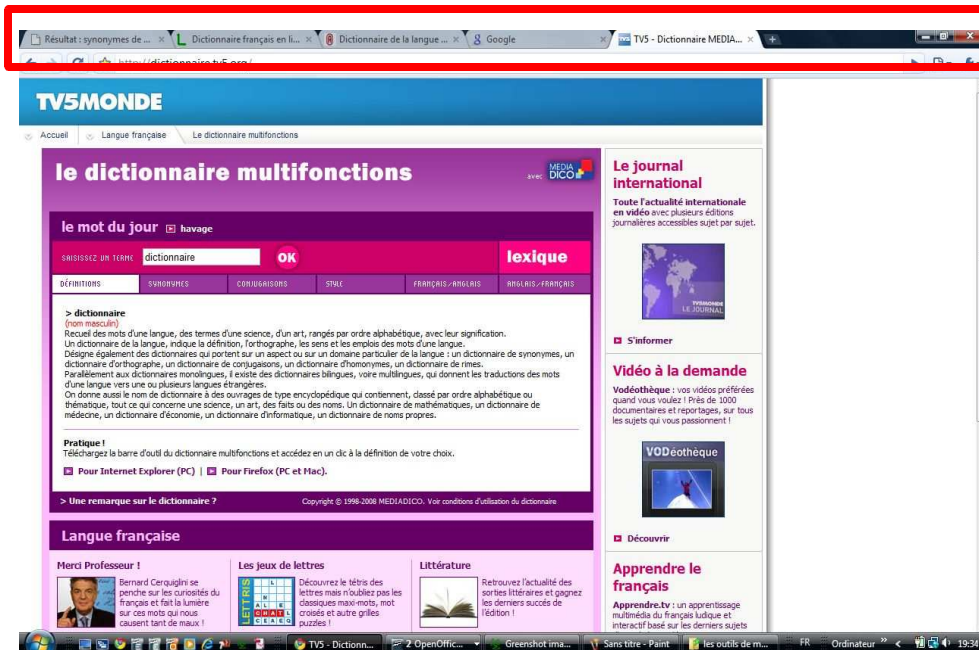 Résultat : synonymes de ...
Dictionnaire français en li...
Dictionnaire de la langue ...
Google
TV5 - Dictionnaire MEDIA...
http://dictionnaire.tv5.org/
TV5MONDE
Accueil
Langue française
Le dictionnaire multifonctions
le dictionnaire multifonctions
avec MEDIA DICO
le mot du jour havage
SAISISSEZ UN TERME dictionnaire OK lexique
DÉFINITIONS SYNONYMES CONJUGAISONS STYLE FRANÇAIS/ANGLAIS ANGLAIS/FRANÇAIS
> dictionnaire
(nom masculin)
Recueil des mots d'une langue, des termes d'une science, d'un art, rangés par ordre alphabétique, avec leur signification.
Un dictionnaire de la langue, indique la définition, l'orthographe, les sens et les emplois des mots d'une langue.
Désigne également des dictionnaires qui portent sur un aspect ou sur un domaine particulier de la langue : un dictionnaire de synonymes, un
dictionnaire d'orthographe, un dictionnaire de conjugaisons, un dictionnaire d'homonymes, un dictionnaire de rimes.
Parallèlement aux dictionnaires monolingues, il existe des dictionnaires bilingues, voire multilingues, qui donnent les traductions des mots
d'une langue vers une ou plusieurs langues étrangères.
On donne aussi le nom de dictionnaire à des ouvrages de type encyclopédique qui contiennent, classé par ordre alphabétique ou
thématique, tout ce qui concerne une science, un art, des faits ou des noms. Un dictionnaire de mathématiques, un dictionnaire de
médecine, un dictionnaire d'économie, un dictionnaire d'informatique, un dictionnaire de noms propres.
Pratique !
Téléchargez la barre d'outil du dictionnaire multifonctions et accédez en un clic à la définition de votre choix.
Pour Internet Explorer (PC) | Pour Firefox (PC et Mac).
> Une remarque sur le dictionnaire ?
Copyright © 1998-2008 MEDIADICO. Voir conditions d'utilisation du dictionnaire
Langue française
Merci Professeur !
Bernard Cerquiglini se
penche sur les curiosités du
français et fait la lumière
sur ces mots qui nous
causent tant de maux !
Les jeux de lettres
LETTRIS
CHAT
Découvrez le tétris des
lettres mais n'oubliez pas les
classiques maxi-mots, mot
croisés et autre grilles
puzzles !
Littérature
Retrouvez l'actualité des
sorties littéraires et gagnez
les derniers succés de
l'édition !
Le journal
international
Toute l'actualité internationale
en vidéo avec plusieurs éditions
journalières accessibles sujet par sujet.
TV5MONDE
LE JOURNAL
S'informer
Vidéo à la demande
Vodéothèque : vos vidéos préférées
quand vous voulez ! Près de 1000
documentaires et reportages, sur tous
les sujets qui vous passionnent !
VODéothèque
Découvrir
Apprendre le
français
Apprendre.tv : un apprentissage
multimédia du français ludique et
interactif basé sur les derniers sujets
TV5 - Dictionn...
2 OpenOffic...
Greenshot ima...
Sans titre - Paint
les outils de m...
FR
Ordinateur
19:34